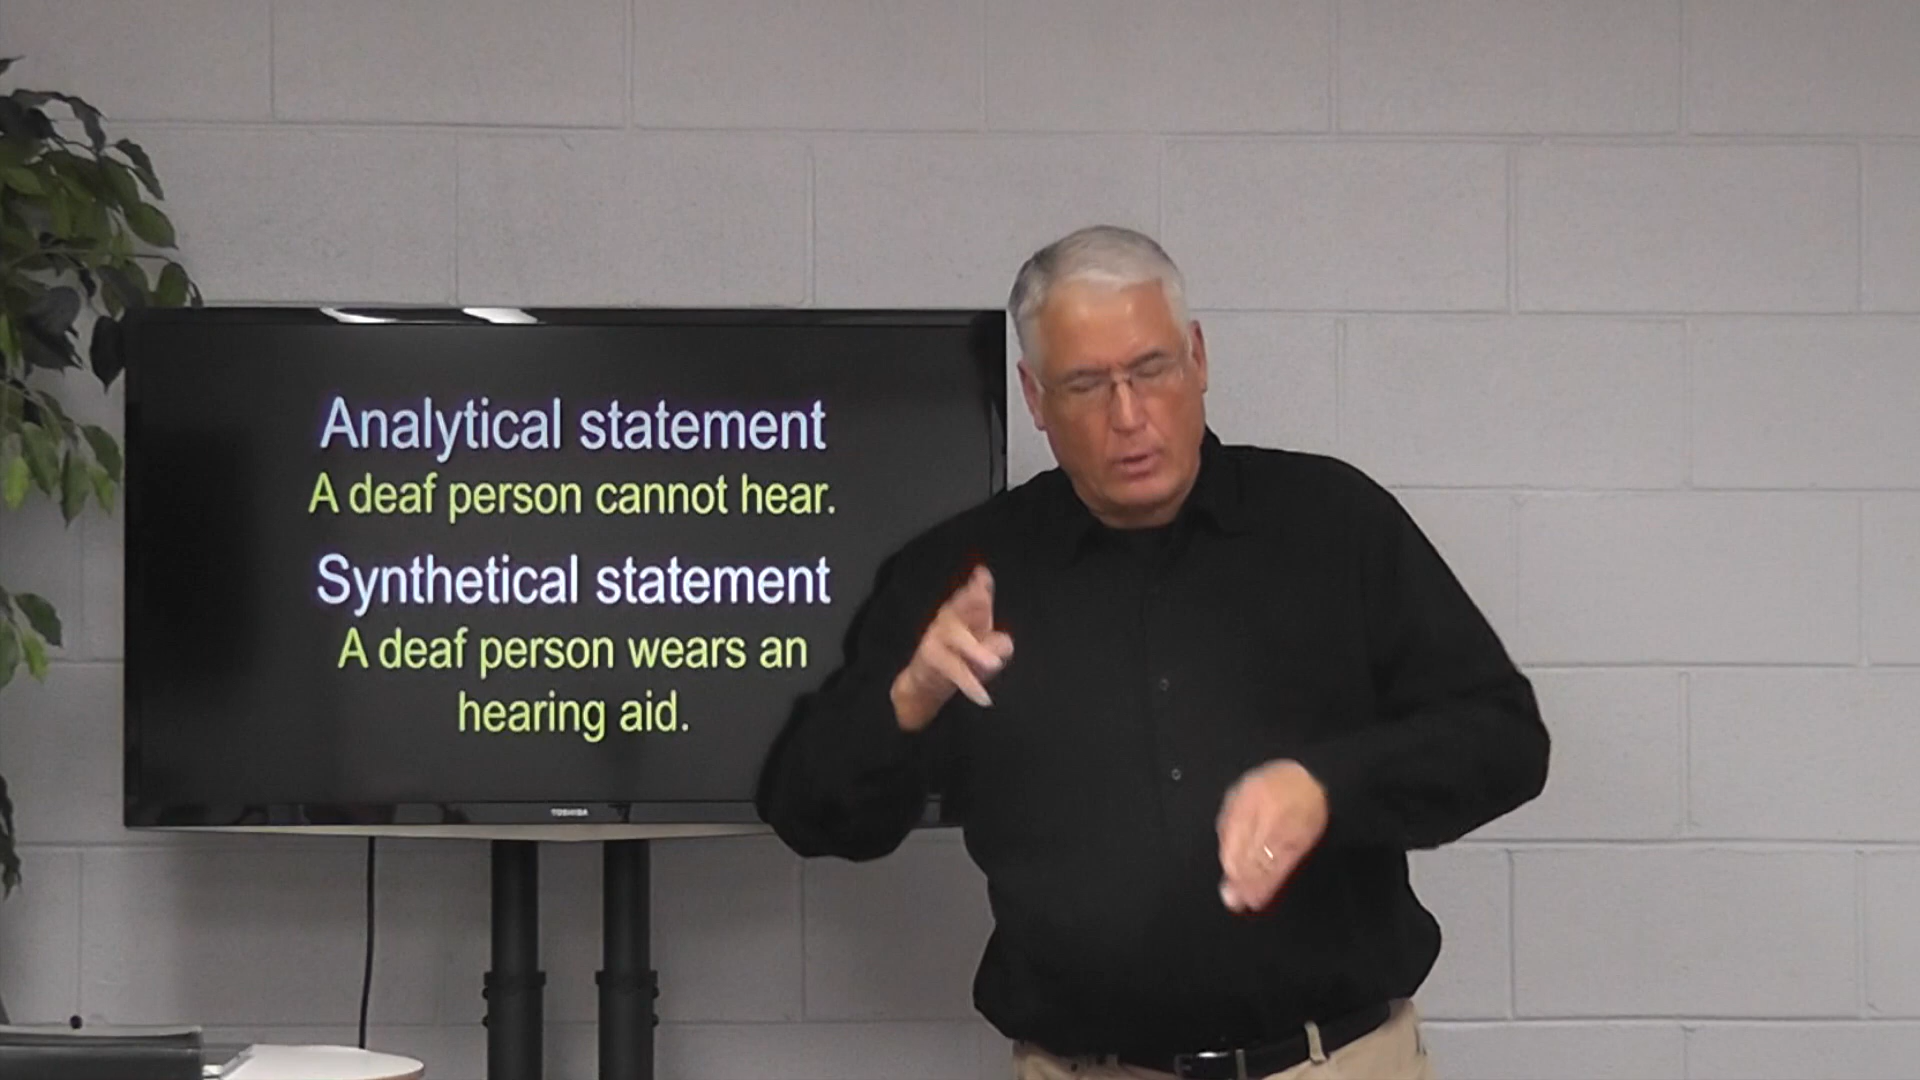 Analytical statement
A deaf person cannot hear.
Synthetical statement
A deaf person wears an
hearing aid.
TOSHIBA